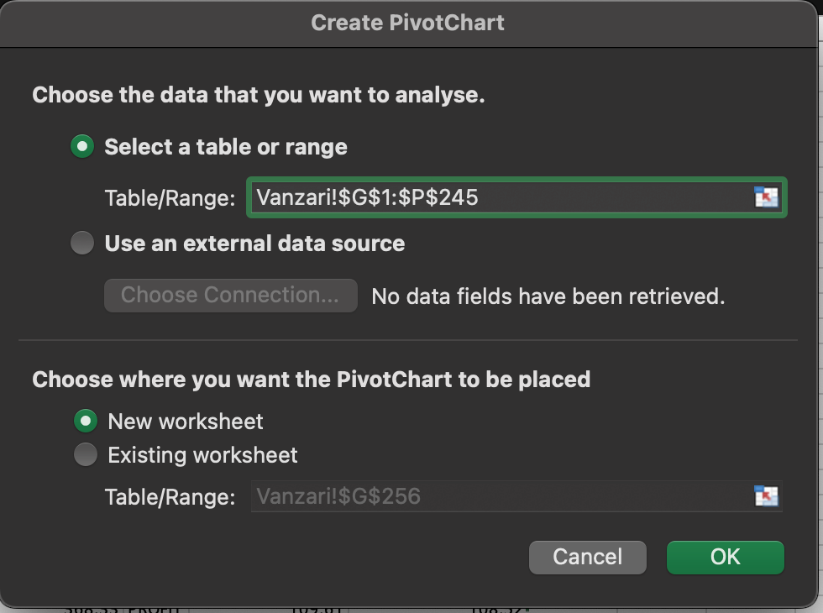 Create PivotChart
Choose the data that you want to analyse.
Select a table or range
Table/Range: Vanzari!$G$1:$P$245
Use an external data source
Choose Connection... No data fields have been retrieved.
Choose where you want the PivotChart to be placed
New worksheet
Existing worksheet
Table/Range: Vanzari!$G$256
Cancel OK